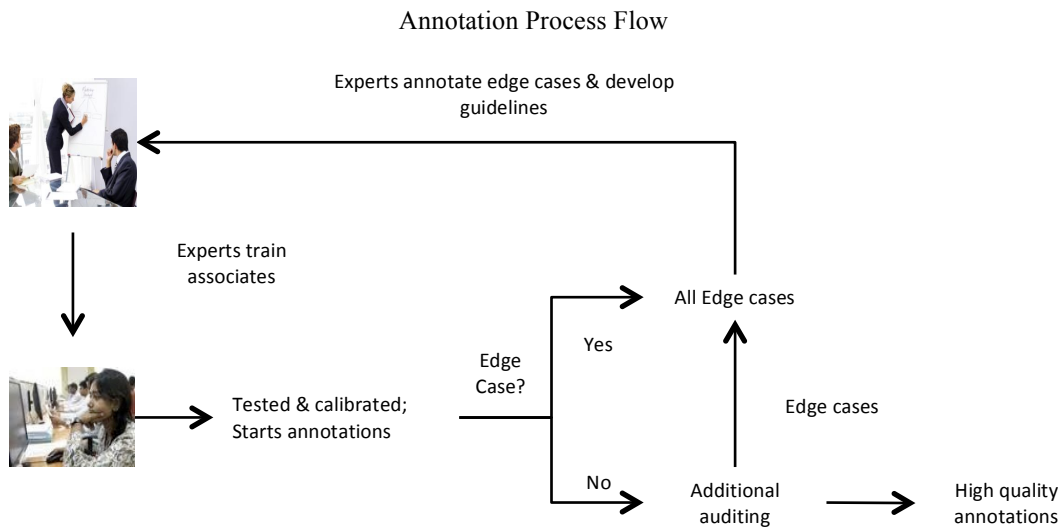 Annotation Process Flow
Experts annotate edge cases & develop
guidelines
Experts train
associates
All Edge cases
Yes
Edge
Case?
Tested & calibrated;
Starts annotations
Edge cases
No
Additional
auditing
High quality
annotations